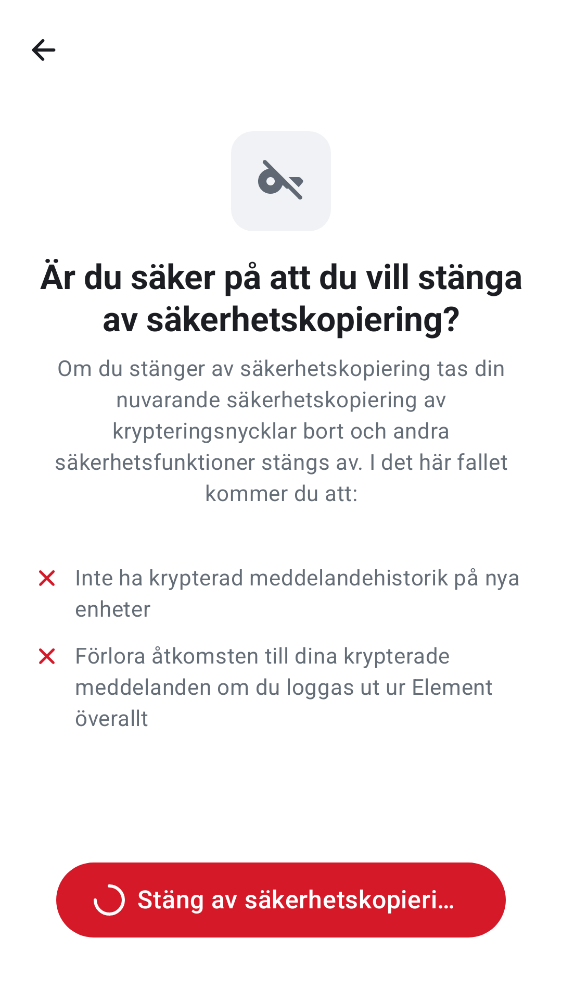 Är du säker på att du vill stänga
av säkerhetskopiering?
Om du stänger av säkerhetskopiering tas din
nuvarande säkerhetskopiering av
krypteringsnycklar bort och andra
säkerhetsfunktioner stängs av. I det här fallet
kommer du att:
Inte ha krypterad meddelandehistorik på nya
enheter
Förlora åtkomsten till dina krypterade
meddelanden om du loggas ut ur Element
överallt
Stäng av säkerhetskopieri…